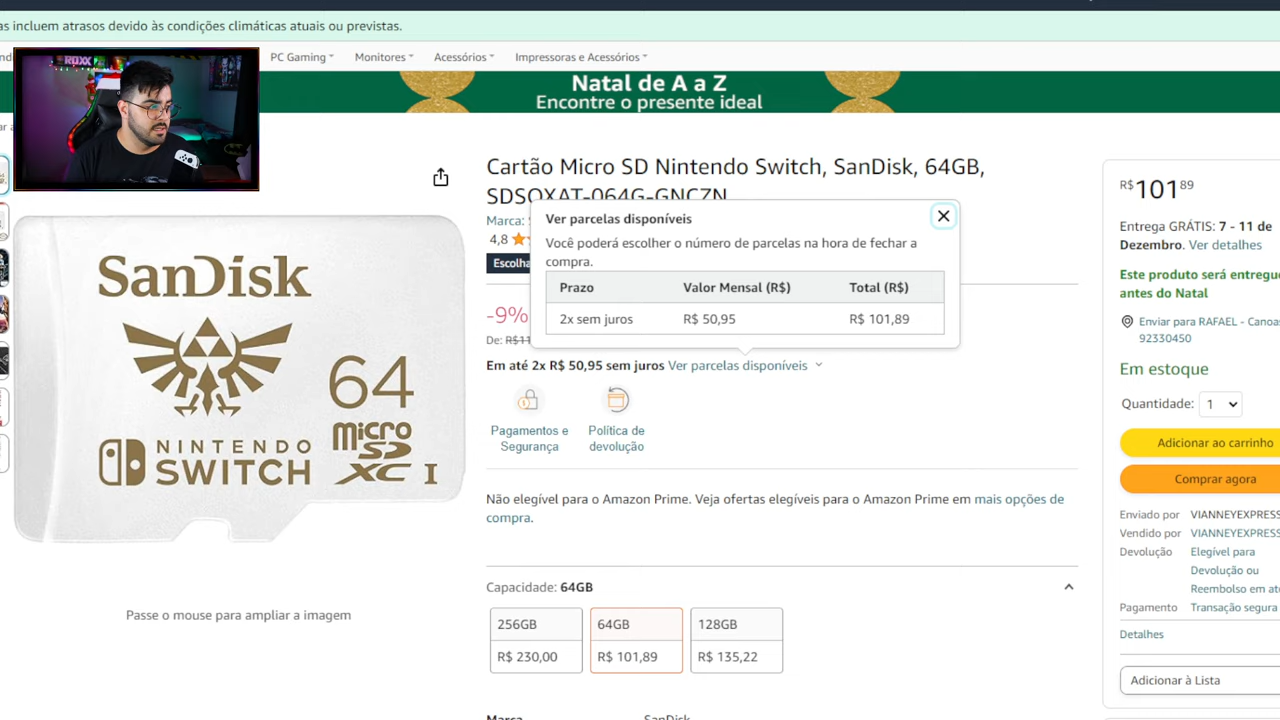 as incluem atrasos devido às condições climáticas atuais ou previstas.
PC Gaming Monitores Acessórios Impressoras e Acessórios
Natal de A a Z
Encontre o presente ideal
Cartão Micro SD Nintendo Switch, SanDisk, 64GB,
SDSQXAT-064G-GNCZN
Marca:
4,8
Escolha
-9%
De:
Ver parcelas disponíveis
Você poderá escolher o número de parcelas na hora de fechar a
compra.
Prazo Valor Mensal (R$) Total (R$)
2x sem juros R$ 50,95 R$ 101,89
Em até 2x R$ 50,95 sem juros Ver parcelas disponíveis
Pagamentos e
Segurança
Política de
devolução
Não elegível para o Amazon Prime. Veja ofertas elegíveis para o Amazon Prime em mais opções de
compra.
Capacidade: 64GB
256GB
R$ 230,00
64GB
R$ 101,89
128GB
R$ 135,22
Marca SanDisk
SanDisk
64
NINTENDO
SWITCH
micro
SD
XC I
Passe o mouse para ampliar a imagem
R$ 101 89
Entrega GRÁTIS: 7 - 11 de
Dezembro. Ver detalhes
Este produto será entregue
antes do Natal
Enviar para RAFAEL - Canoas
92330450
Em estoque
Quantidade: 1
Adicionar ao carrinho
Comprar agora
Enviado por VIANNEYEXPRESS
Vendido por VIANNEYEXPRESS
Devolução Elegível para
Devolução ou
Reembolso em até
Pagamento Transação segura
Detalhes
Adicionar à Lista